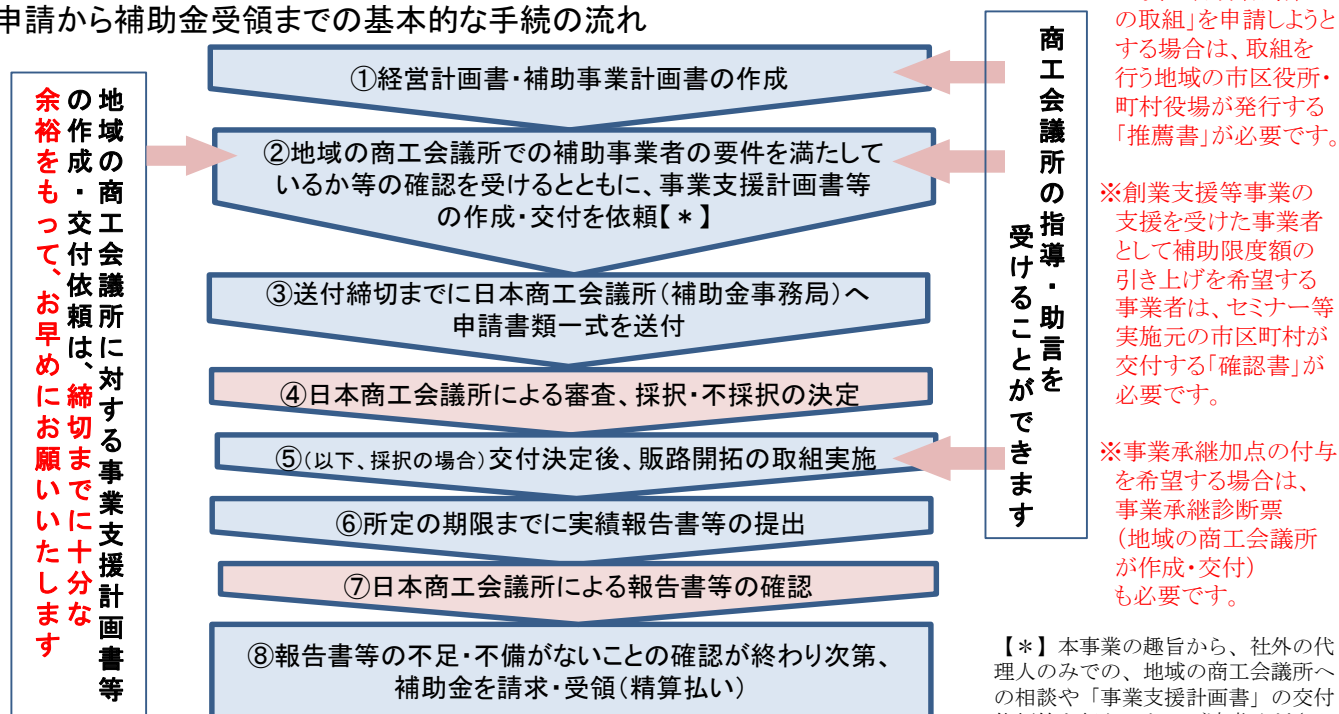 申請から補助金受領までの基本的な手続の流れ
地域の商工会議所に対する事業支援計画書等
の作成・交付依頼は、締切までに十分な
余裕をもって、お早めにお願いいたします
①経営計画書・補助事業計画書の作成
②地域の商工会議所での補助事業者の要件を満たして
いるか等の確認を受けるとともに、事業支援計画書等
の作成・交付を依頼【＊】
③送付締切までに日本商工会議所（補助金事務局）へ
申請書類一式を送付
④日本商工会議所による審査、採択・不採択の決定
⑤（以下、採択の場合）交付決定後、販路開拓の取組実施
⑥所定の期限までに実績報告書等の提出
⑦日本商工会議所による報告書等の確認
⑧報告書等の不足・不備がないことの確認が終わり次第、
補助金を請求・受領（精算払い）
商工会議所の指導・助言を
受けることができます
の取組」を申請しようと
する場合は、取組を
行う地域の市区役所・
町村役場が発行する
「推薦書」が必要です。
※創業支援等事業の
支援を受けた事業者
として補助限度額の
引き上げを希望する
事業者は、セミナー等
実施元の市区町村が
交付する「確認書」が
必要です。
※事業承継加点の付与
を希望する場合は、
事業承継診断票
（地域の商工会議所
が作成・交付）
も必要です。
【＊】本事業の趣旨から、社外の代
理人のみでの、地域の商工会議所へ
の相談や「事業支援計画書」の交付